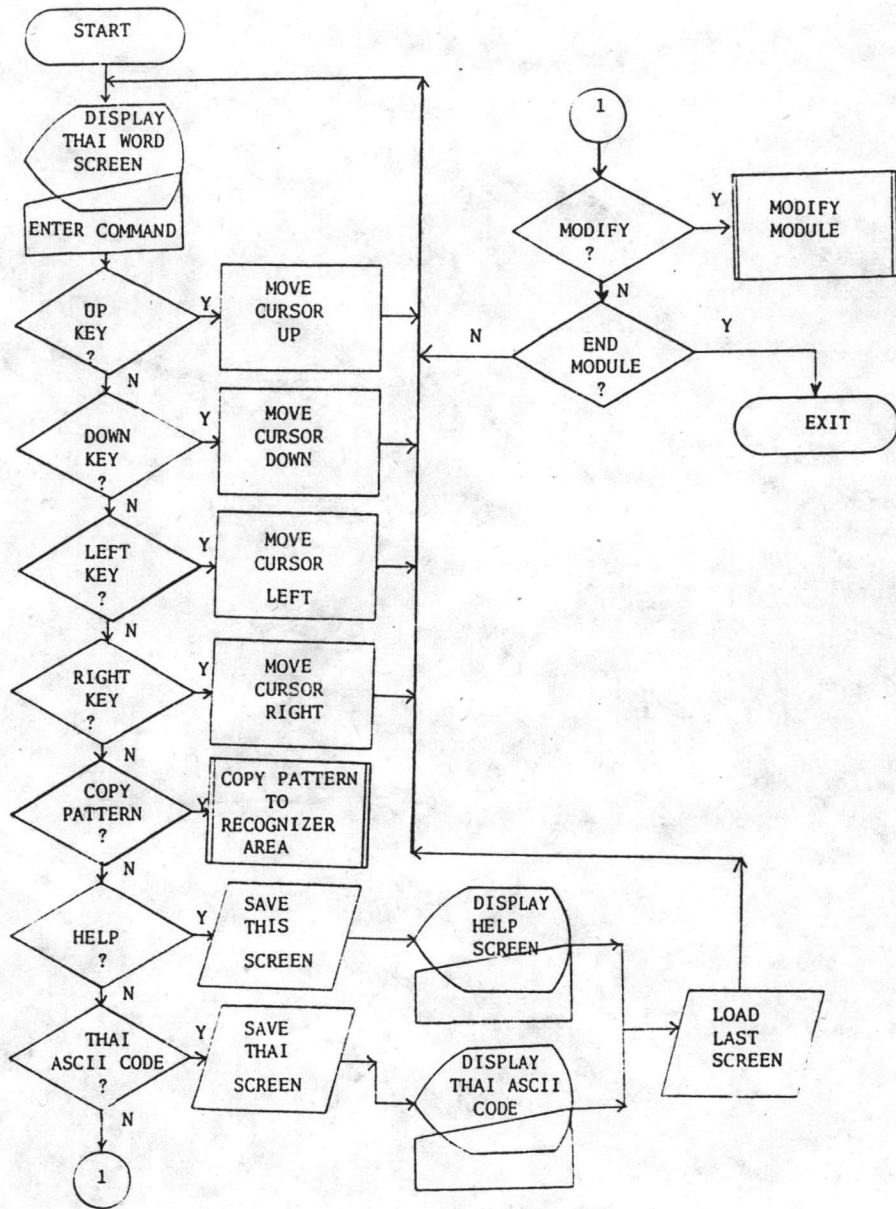 START
DISPLAY
THAI WORD
SCREEN
ENTER COMMAND
UP
KEY
?
Y
MOVE
CURSOR
UP
N
DOWN
KEY
?
Y
MOVE
CURSOR
DOWN
N
LEFT
KEY
?
Y
MOVE
CURSOR
LEFT
N
RIGHT
KEY
?
Y
MOVE
CURSOR
RIGHT
N
COPY
PATTERN
?
Y
COPY PATTERN
TO
RECOGNIZER
AREA
N
HELP
?
Y
SAVE
THIS
SCREEN
DISPLAY
HELP
SCREEN
N
THAI
ASCII CODE
?
Y
SAVE
THAI
SCREEN
DISPLAY
THAI ASCII
CODE
LOAD
LAST
SCREEN
N
1
1
MODIFY
?
Y
MODIFY
MODULE
N
END
MODULE
?
N
Y
EXIT